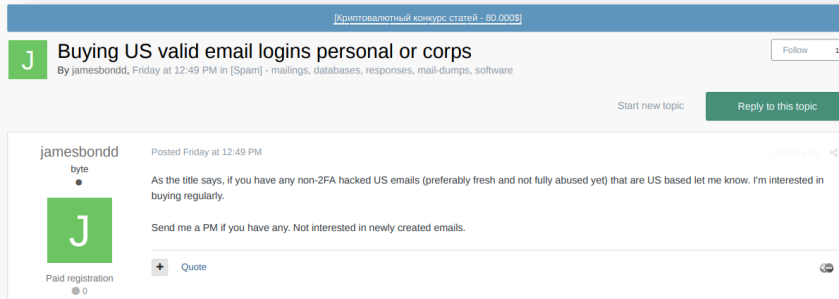 [Криптовалютный конкурс статей - 80.000$]
J
Buying US valid email logins personal or corps
By jamesbondd, Friday at 12:49 PM in [Spam] - mailings, databases, responses, mail-dumps, software
Follow 1
Start new topic
Reply to this topic
jamesbondd
byte
Posted Friday at 12:49 PM
As the title says, if you have any non-2FA hacked US emails (preferably fresh and not fully abused yet) that are US based let me know. I'm interested in
buying regularly.
J
Send me a PM if you have any. Not interested in newly created emails.
+ Quote
Paid registration
0